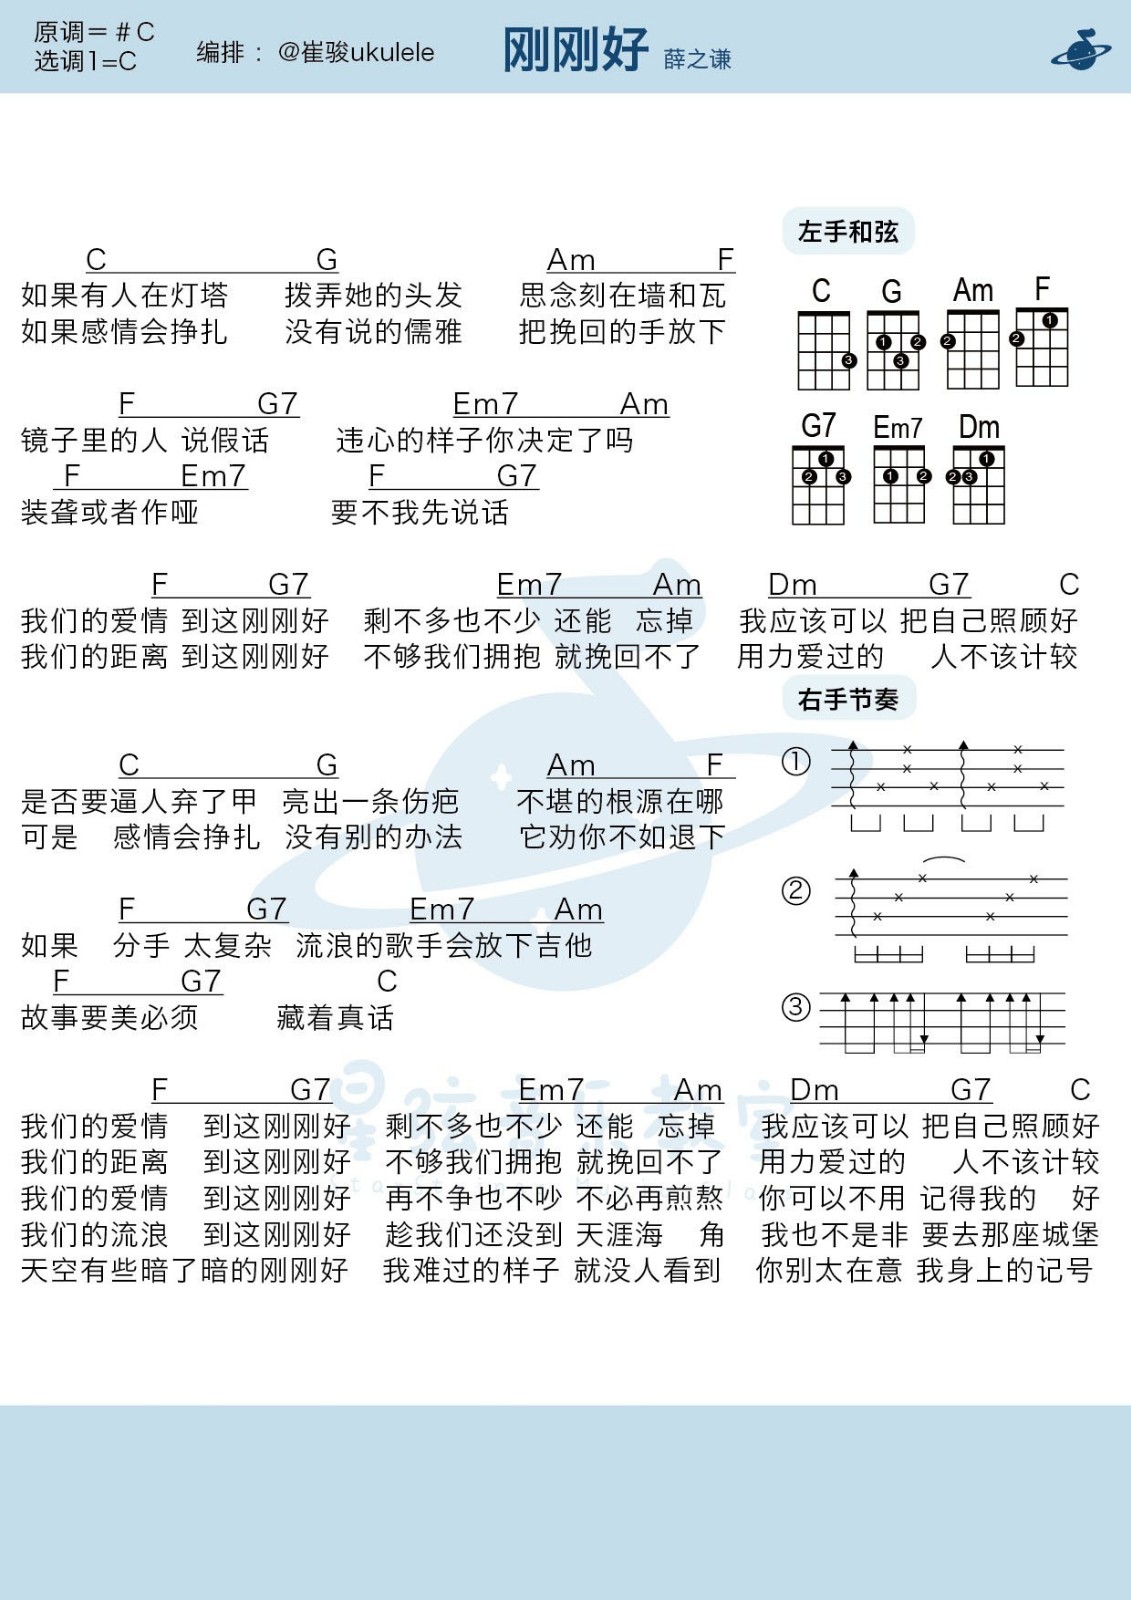 原调＝＃C
选调1=C
编排 ： @崔骏ukulele
刚刚好 薛之谦
左手和弦
C G Am F
G7 Em7 Dm
C G Am F
如果有人在灯塔 拨弄她的头发 思念刻在墙和瓦
如果感情会挣扎 没有说的儒雅 把挽回的手放下
F G7 Em7 Am
镜子里的人 说假话 违心的样子你决定了吗
F Em7 F G7
装聋或者作哑 要不我先说话
F G7 Em7 Am Dm G7 C
我们的爱情 到这刚刚好 剩不多也不少 还能 忘掉 我应该可以 把自己照顾好
我们的距离 到这刚刚好 不够我们拥抱 就挽回不了 用力爱过的 人不该计较
右手节奏
①
②
③
C G Am F
是否要逼人弃了甲 亮出一条伤疤 不堪的根源在哪
可是 感情会挣扎 没有别的办法 它劝你不如退下
F G7 Em7 Am
如果 分手 太复杂 流浪的歌手会放下吉他
F G7 C
故事要美必须 藏着真话
F G7 Em7 Am Dm G7 C
我们的爱情 到这刚刚好 剩不多也不少 还能 忘掉 我应该可以 把自己照顾好
我们的距离 到这刚刚好 不够我们拥抱 就挽回不了 用力爱过的 人不该计较
我们的爱情 到这刚刚好 再不争也不吵 不必再煎熬 你可以不用 记得我的 好
我们的流浪 到这刚刚好 趁我们还没到 天涯海 角 我也不是非 要去那座城堡
天空有些暗了暗的刚刚好 我难过的样子 就没人看到 你别太在意 我身上的记号
星弦音乐教室